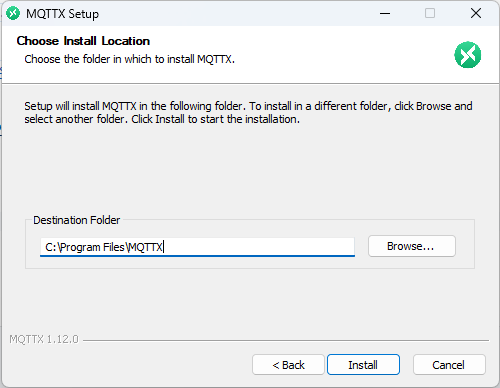 MQTTX Setup
Choose Install Location
Choose the folder in which to install MQTTX.
Setup will install MQTTX in the following folder. To install in a different folder, click Browse and
select another folder. Click Install to start the installation.
Destination Folder
C:\Program Files\MQTTX
Browse...
MQTTX 1.12.0
< Back
Install
Cancel